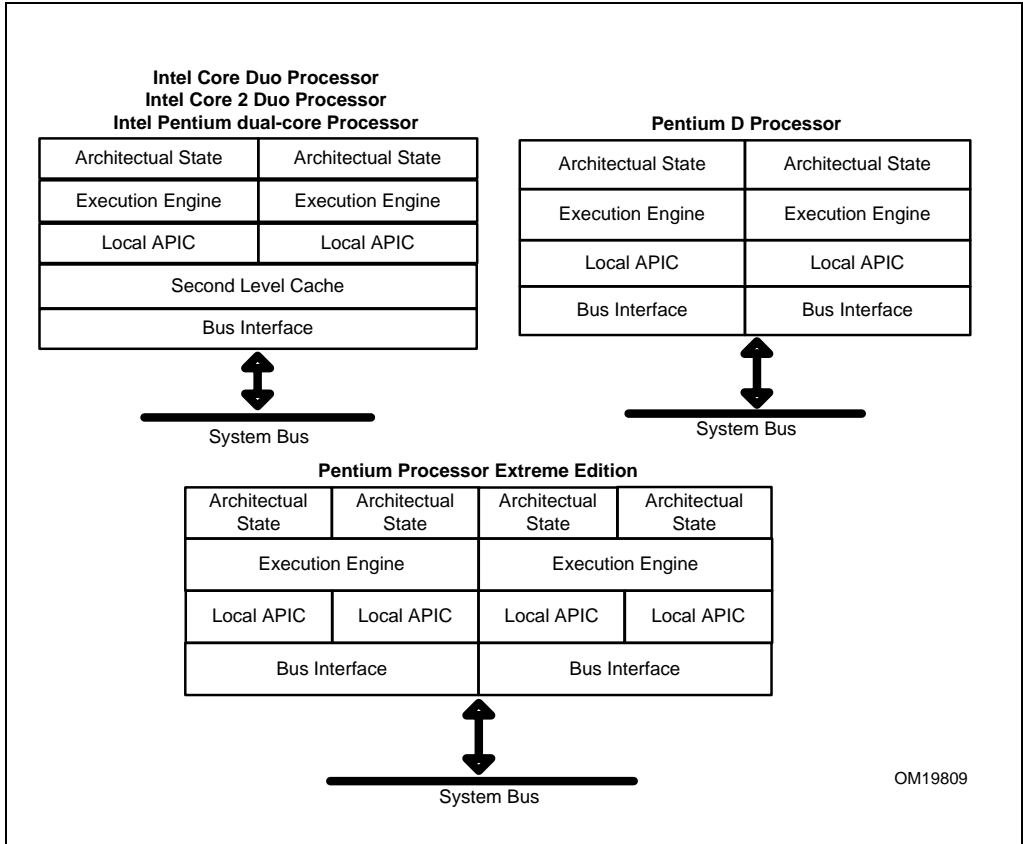 Intel Core Duo Processor
Intel Core 2 Duo Processor
Intel Pentium dual-core Processor
Architectual State Architectual State
Execution Engine Execution Engine
Local APIC Local APIC
Second Level Cache
Bus Interface
System Bus
Pentium D Processor
Architectual State Architectual State
Execution Engine Execution Engine
Local APIC Local APIC
Bus Interface Bus Interface
System Bus
Pentium Processor Extreme Edition
Architectual Architectual Architectual Architectual
State State State State
Execution Engine Execution Engine
Local APIC Local APIC Local APIC Local APIC
Bus Interface Bus Interface
System Bus
OM19809